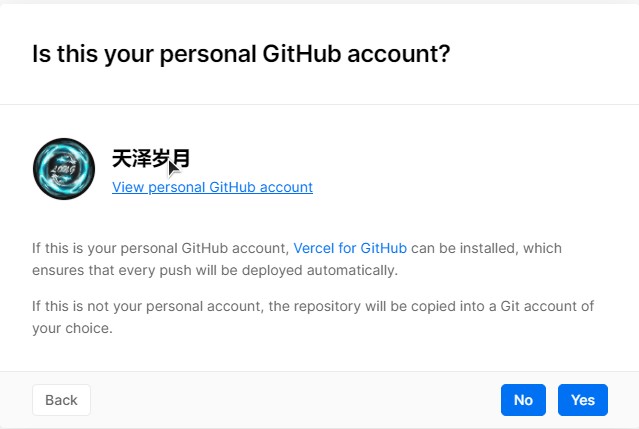 Is this your personal GitHub account?
天泽岁月
View personal GitHub account
If this is your personal GitHub account, Vercel for GitHub can be installed, which
ensures that every push will be deployed automatically.
If this is not your personal account, the repository will be copied into a Git account of
your choice.
Back
No
Yes